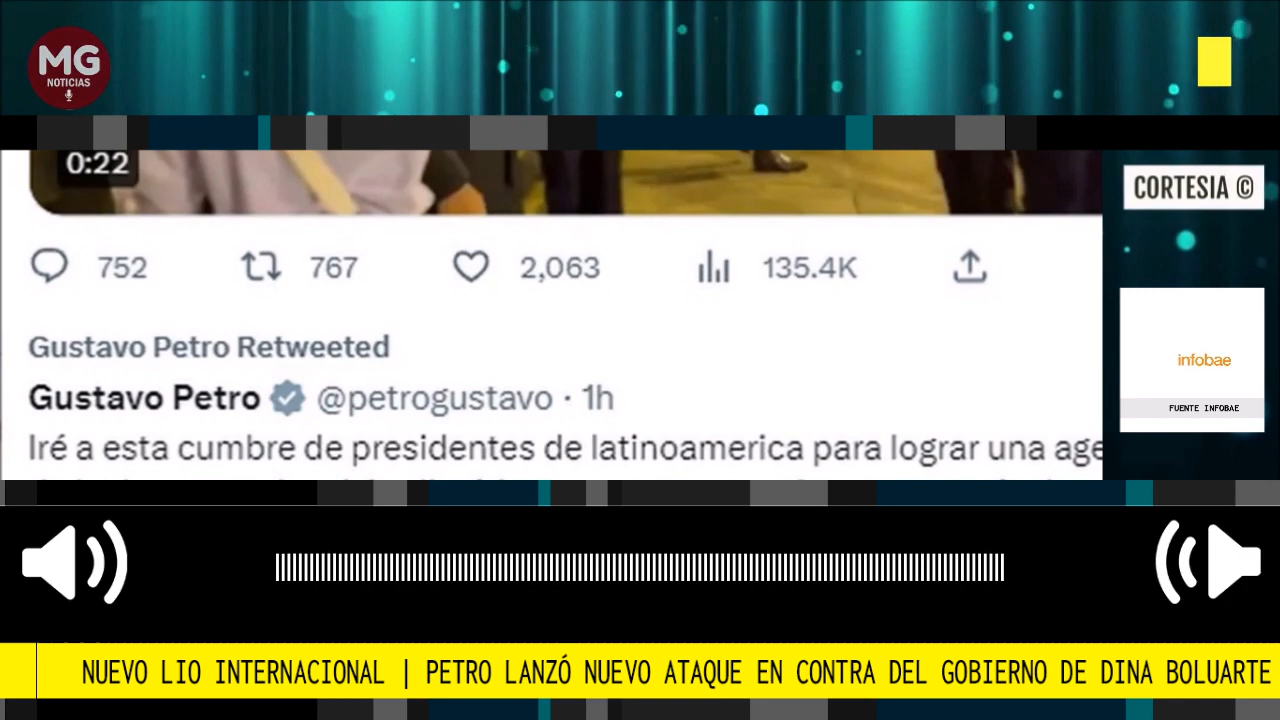 MG
NOTICIAS
0:22
CORTESIA ©
752 767 2,063 135.4K
Gustavo Petro Retweeted
Gustavo Petro @petrogustavo · 1h
Iré a esta cumbre de presidentes de latinoamerica para lograr una age
infobae
FUENTE INFOBAE
NUEVO LIO INTERNACIONAL | PETRO LANZÓ NUEVO ATAQUE EN CONTRA DEL GOBIERNO DE DINA BOLUARTE